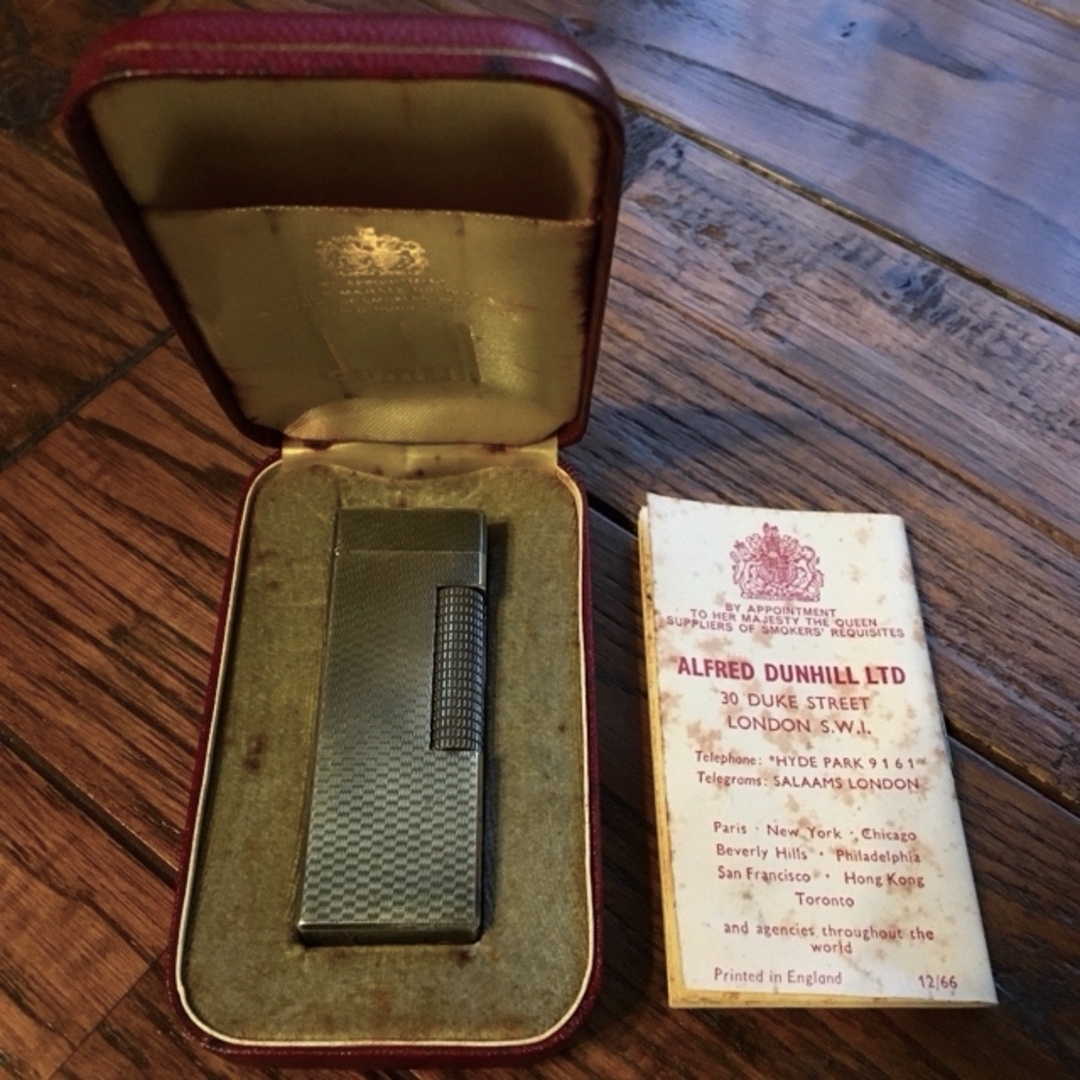 BY APPOINTMENT
TO HER MAJESTY THE QUEEN
SUPPLIERS OF SMOKERS' REQUISITES
ALFRED DUNHILL LTD
30 DUKE STREET
LONDON S.W.I.
Telephone: *HYDE PARK 9161
Telegrams: SALAAMS LONDON
Paris · New York · Chicago
Beverly Hills · Philadelphia
San Francisco · Hong Kong
Toronto
and agencies throughout the
world
Printed in England 12/66